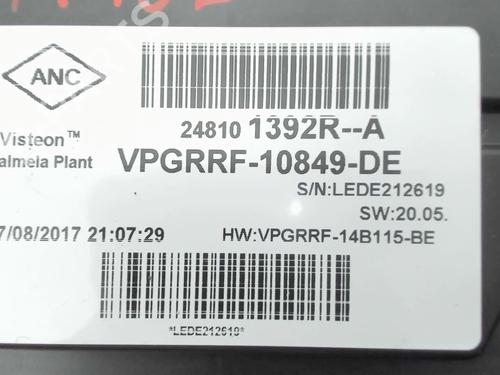 ANC
Visteon™
almela Plant
24810 1392R--A
VPGRRF-10849-DE
S/N:LEDE212619
SW:20.05.
7/08/2017 21:07:29
HW:VPGRRF-14B115-BE
*LEDE212619*